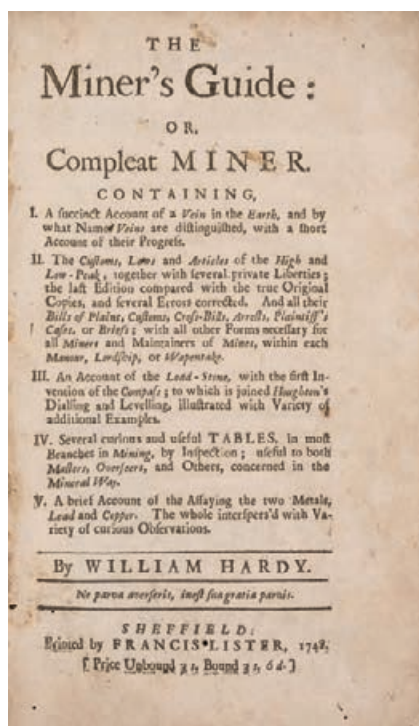 THE
Miner's Guide:
OR,
Compleat MINER.
CONTAINING,
I. A succinct Account of a Vein in the Earth, and by
what Names Veins are distinguished, with a short
Account of their Progress.
II. The Customs, Laws and Articles of the High and
Low-Peak, together with several private Liberties;
the last Edition compared with the true Original
Copies, and several Errors corrected. And all their
Bills of Plaint, Customs, Cross-Bills, Arrests, Plaintiff's
Cases, or Briefs; with all other Forms necessary for
all Miners and Maintainers of Mines, within each
Manour, Lordship, or Wapentake.
III. An Account of the Load-Stone, with the first In-
vention of the Compass; to which is joined Houghton's
Dialling and Levelling, illustrated with Variety of
additional Examples.
IV. Several curious and useful TABLES, in most
Branches in Mining, by Inspection; useful to both
Masters, Overseers, and Others, concerned in the
Mineral Way.
V. A brief Account of the Assaying the two Metals,
Lead and Copper. The whole interspers'd with Va-
riety of curious Observations.
By WILLIAM HARDY.
Ne parva averseris, inest sua gratia parvis.
SHEFFIELD:
Printed by FRANCIS LISTER, 1748.
[Price Unbound 3s, Bound 3s, 6d.]